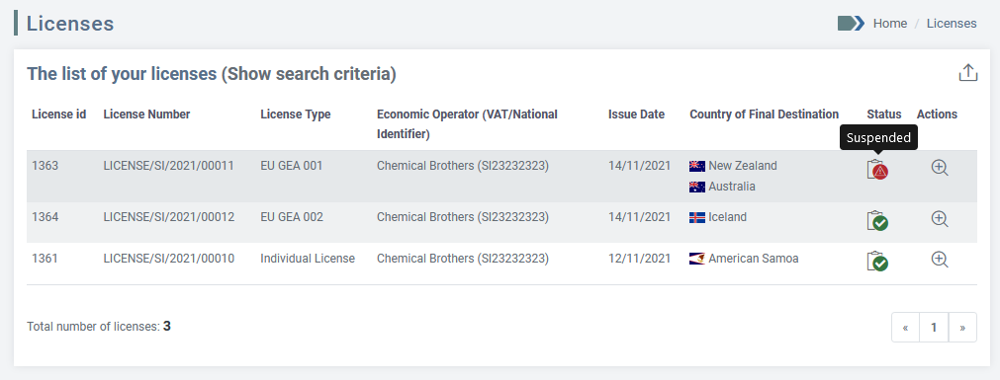 Licenses
Home / Licenses
The list of your licenses (Show search criteria)
License id License Number License Type Economic Operator (VAT/National Identifier) Issue Date Country of Final Destination Status Actions
Suspended
1363 LICENSE/SI/2021/00011 EU GEA 001 Chemical Brothers (SI23232323) 14/11/2021 New Zealand
Australia
1364 LICENSE/SI/2021/00012 EU GEA 002 Chemical Brothers (SI23232323) 14/11/2021 Iceland
1361 LICENSE/SI/2021/00010 Individual License Chemical Brothers (SI23232323) 12/11/2021 American Samoa
Total number of licenses: 3
« 1 »